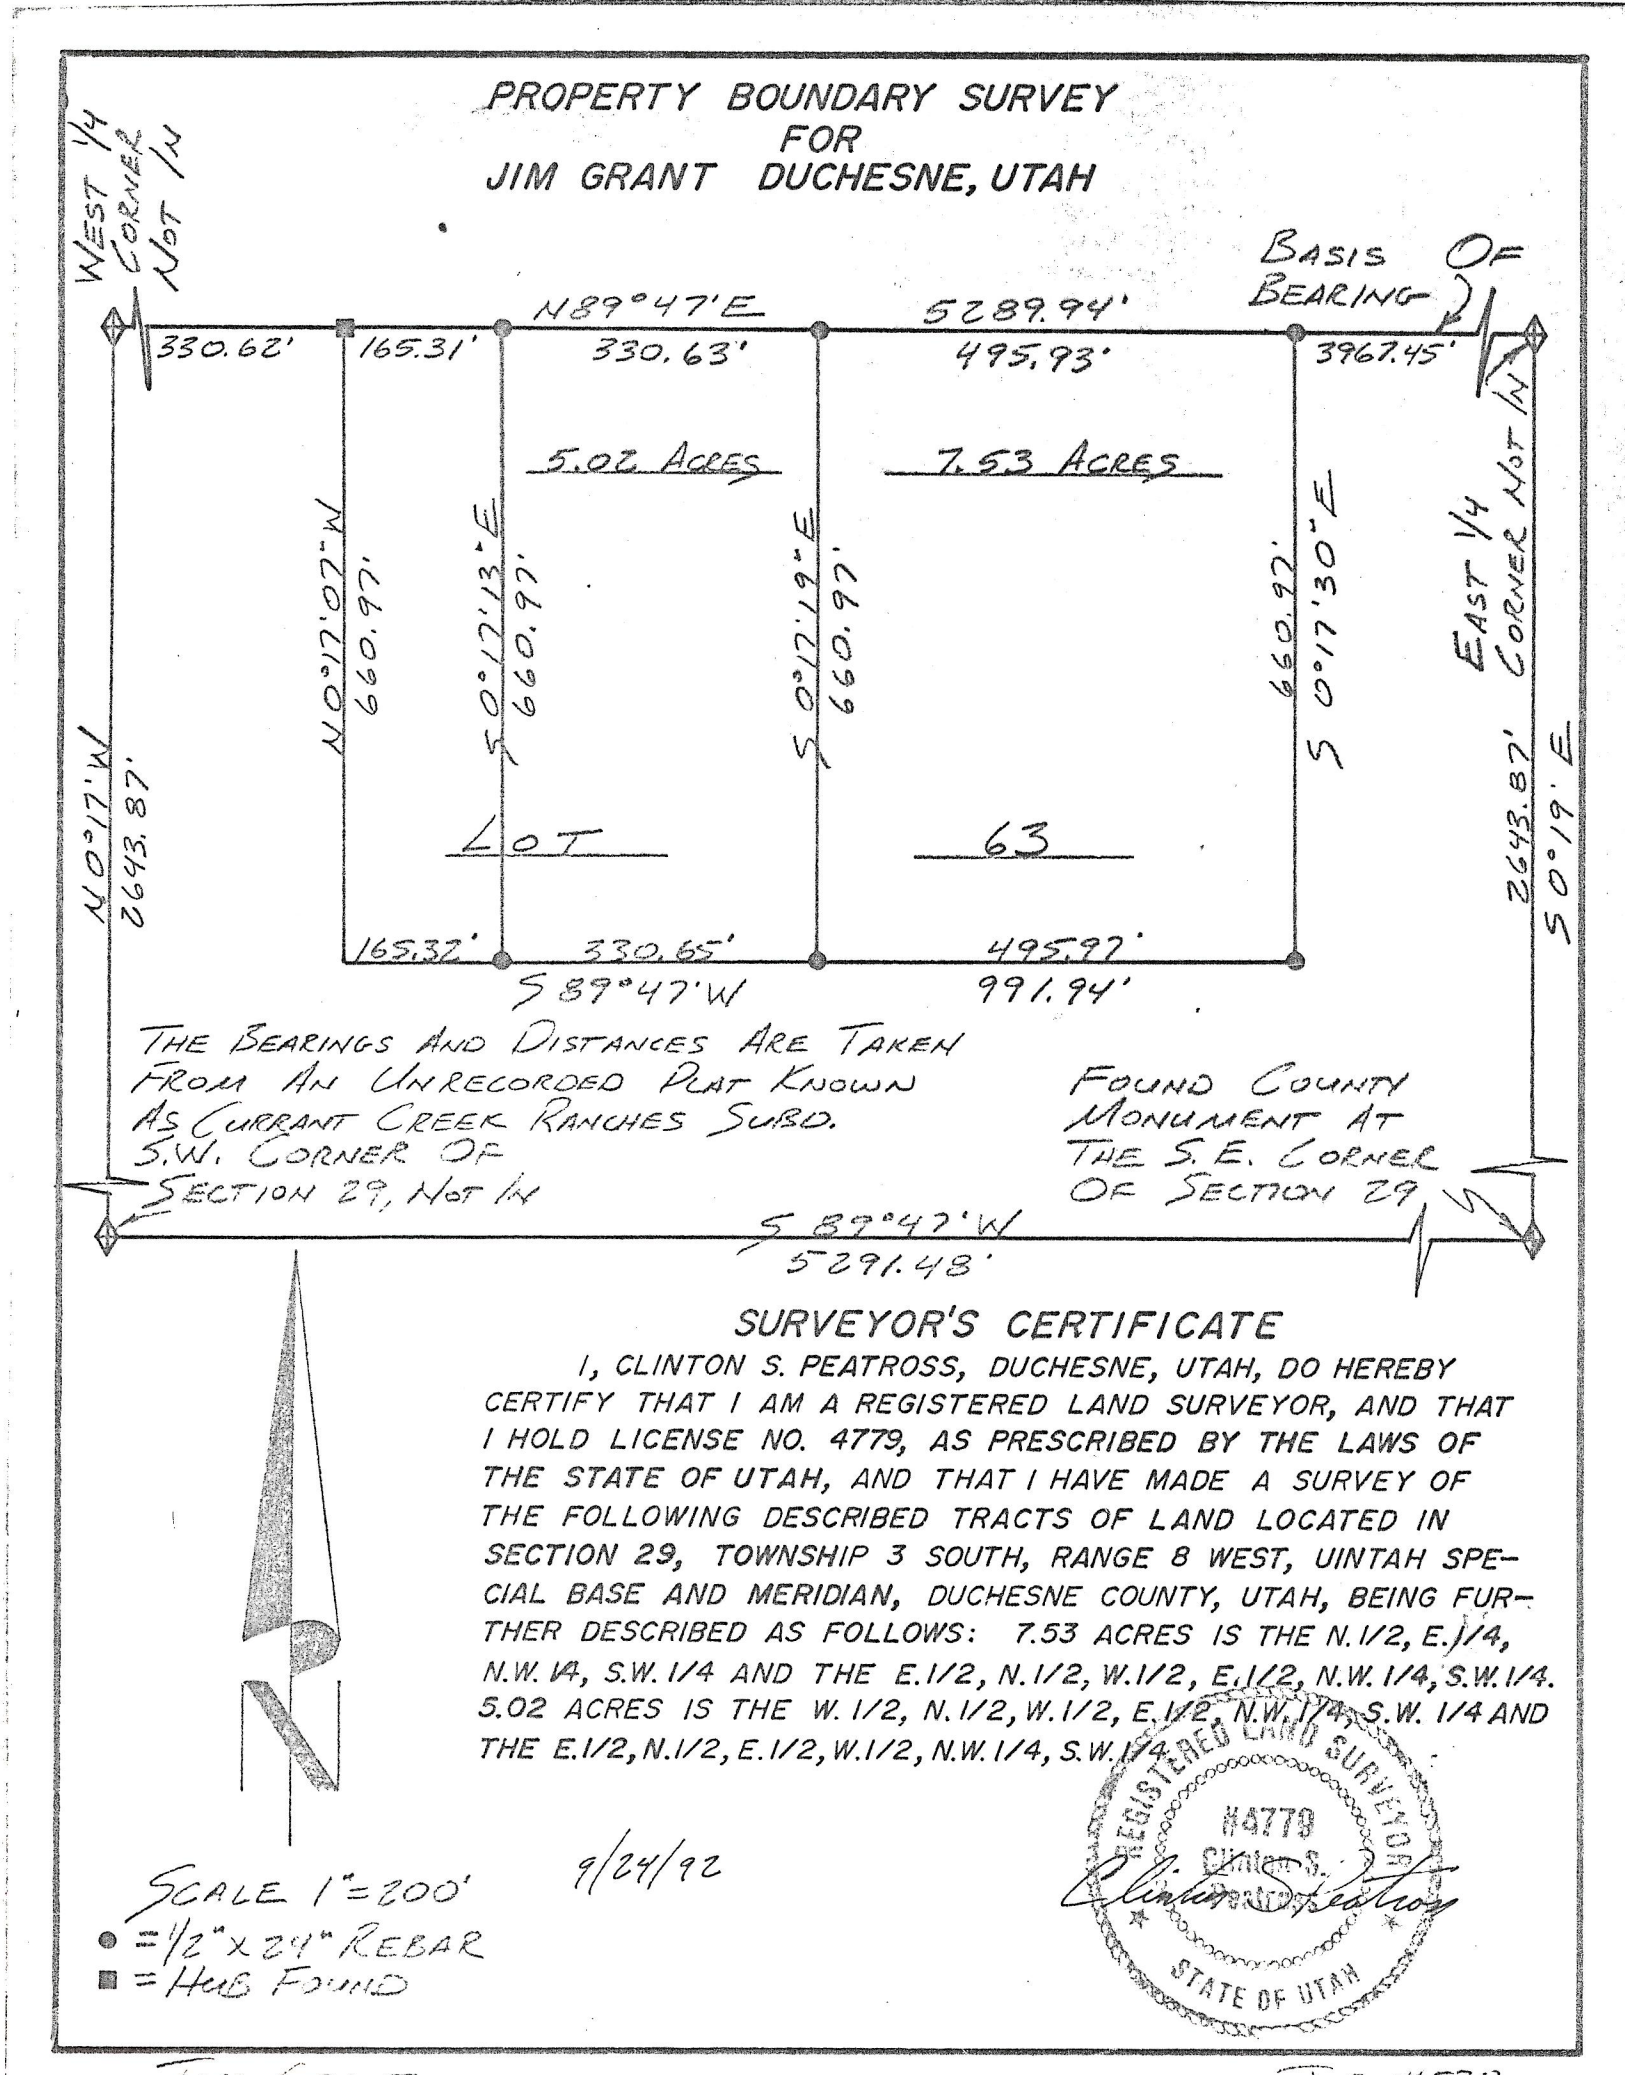 PROPERTY BOUNDARY SURVEY
FOR
JIM GRANT DUCHESNE, UTAH
WEST 1/4
CORNER
NOT IN
BASIS OF
BEARING
N89°47'E
5289.94'
330.62'
165.31'
330.63'
495.93'
3967.45'
5.02 ACRES
7.53 ACRES
N0°17'07"W
660.97'
S 0°17'13"E
660.97'
S 0°17'19"E
660.97'
660.97'
S 0°17'30"E
EAST 1/4
CORNER NOT IN
N0°17'W
2643.87'
2643.87'
S 0°19'E
LOT
63
165.32'
330.65'
495.97'
S 89°47'W
991.94'
THE BEARINGS AND DISTANCES ARE TAKEN
FROM AN UNRECORDED PLAT KNOWN
AS CURRANT CREEK RANCHES SUBD.
S.W. CORNER OF
SECTION 29, NOT IN
FOUND COUNTY
MONUMENT AT
THE S.E. CORNER
OF SECTION 29
S 89°47'W
5291.48'
SURVEYOR'S CERTIFICATE
I, CLINTON S. PEATROSS, DUCHESNE, UTAH, DO HEREBY
CERTIFY THAT I AM A REGISTERED LAND SURVEYOR, AND THAT
I HOLD LICENSE NO. 4779, AS PRESCRIBED BY THE LAWS OF
THE STATE OF UTAH, AND THAT I HAVE MADE A SURVEY OF
THE FOLLOWING DESCRIBED TRACTS OF LAND LOCATED IN
SECTION 29, TOWNSHIP 3 SOUTH, RANGE 8 WEST, UINTAH SPE-
CIAL BASE AND MERIDIAN, DUCHESNE COUNTY, UTAH, BEING FUR-
THER DESCRIBED AS FOLLOWS: 7.53 ACRES IS THE N.1/2, E.1/4,
N.W. 1/4, S.W. 1/4 AND THE E.1/2, N.1/2, W.1/2, E.1/2, N.W. 1/4, S.W. 1/4.
5.02 ACRES IS THE W. 1/2, N.1/2, W.1/2, E.1/2, N.W. 1/4, S.W. 1/4 AND
THE E.1/2, N.1/2, E.1/2, W.1/2, N.W. 1/4, S.W. 1/4.
N
REGISTERED LAND SURVEYOR
#4779
Clinton S.
Peatross
STATE OF UTAH
Clinton S Peatross
9/24/92
SCALE 1"=200'
= 1/2" X 24" REBAR
= HUB FOUND